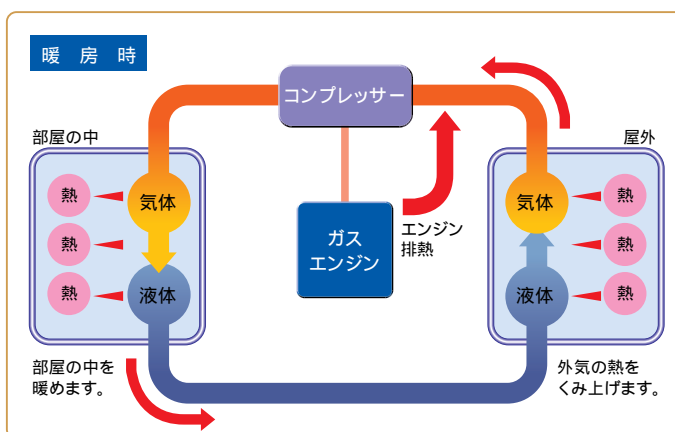 暖房時
コンプレッサー
部屋の中
屋外
熱
気体
気体
熱
熱
ガス
エンジン
エンジン
排熱
熱
熱
液体
液体
熱
部屋の中を
暖めます。
外気の熱を
くみ上げます。